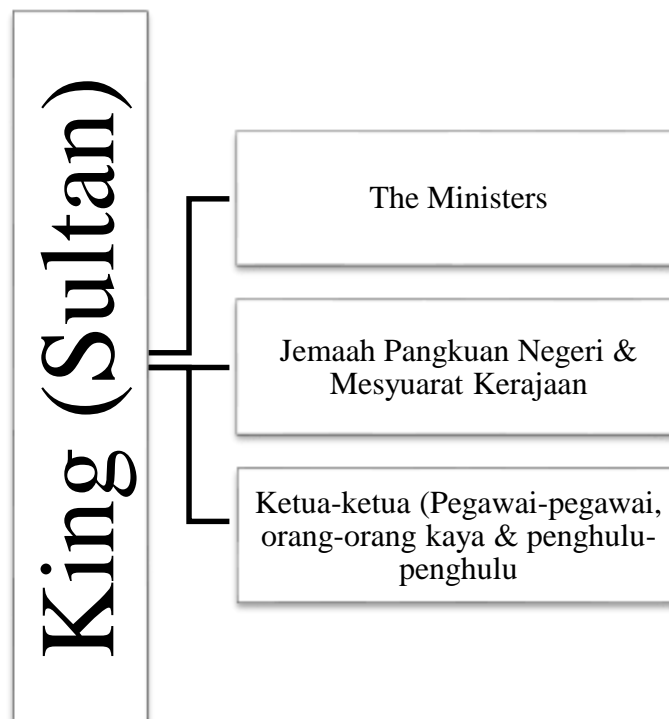 King (Sultan)
The Ministers
Jemaah Pangkuan Negeri &
Mesyuarat Kerajaan
Ketua-ketua (Pegawai-pegawai,
orang-orang kaya & penghulu-
penghulu